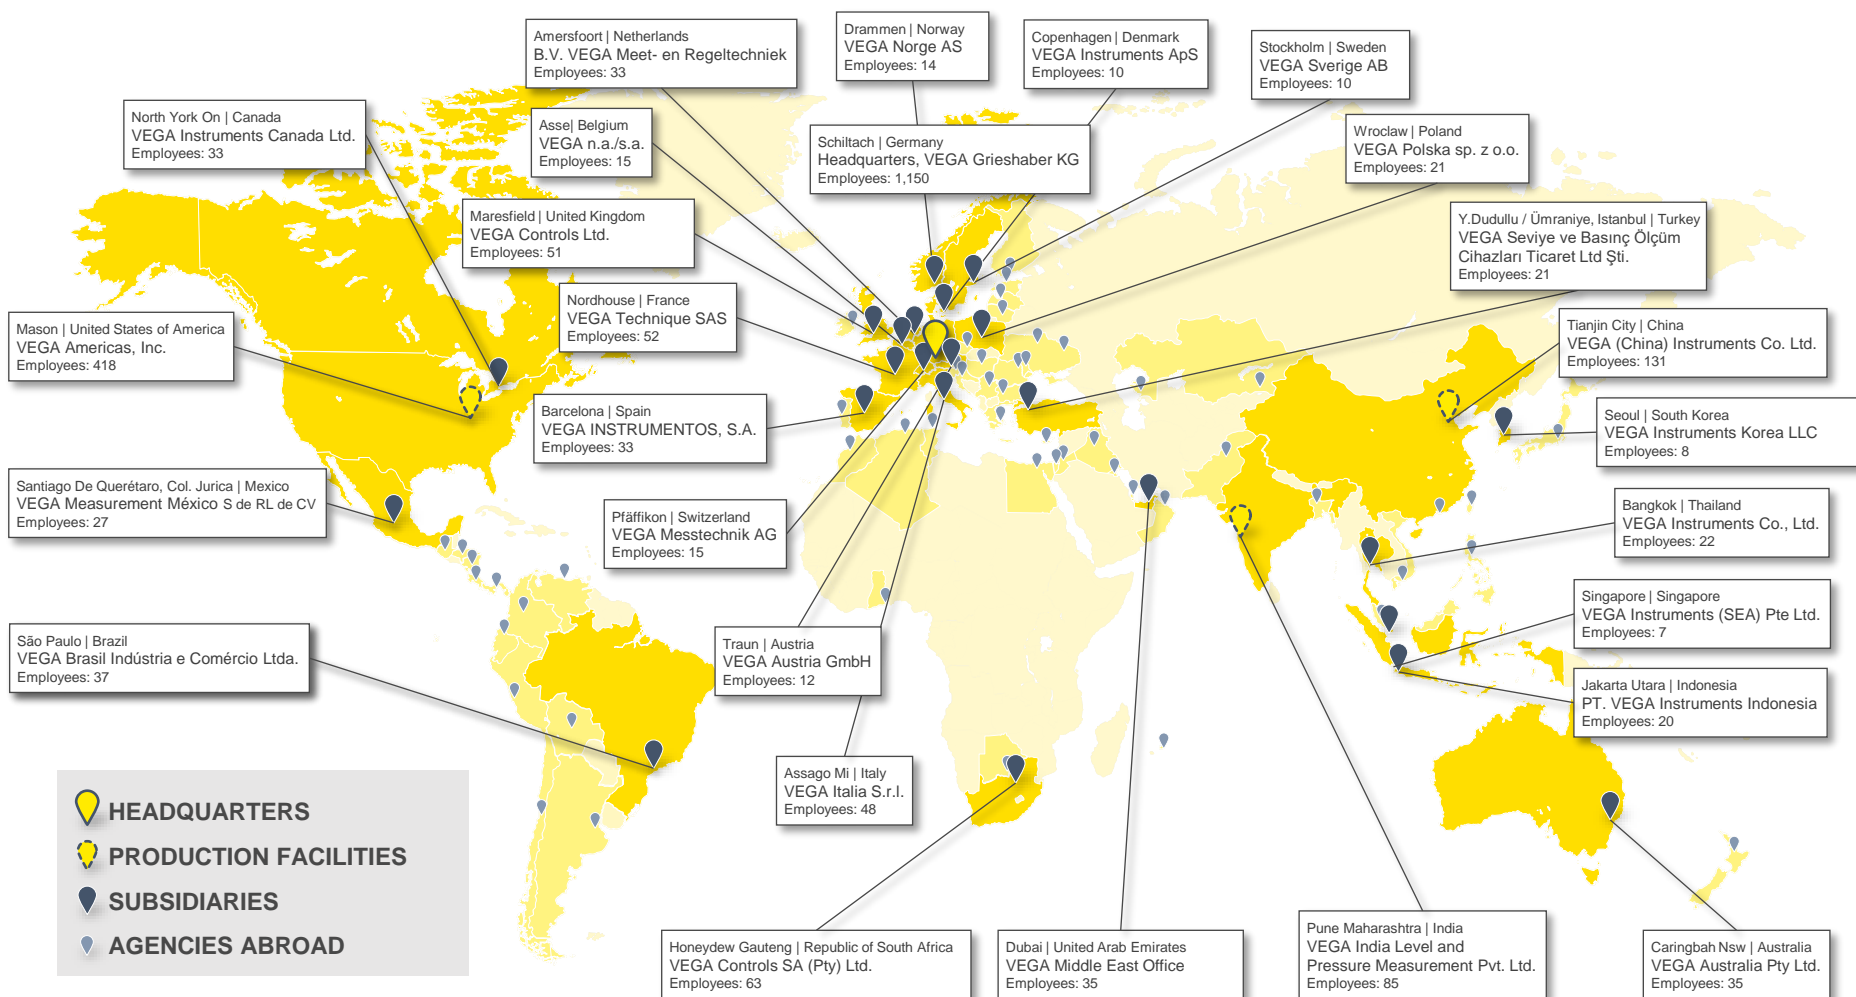 Amersfoort | Netherlands
B.V. VEGA Meet- en Regeltechniek
Employees: 33
Drammen | Norway
VEGA Norge AS
Employees: 14
Copenhagen | Denmark
VEGA Instruments ApS
Employees: 10
Stockholm | Sweden
VEGA Sverige AB
Employees: 10
North York On | Canada
VEGA Instruments Canada Ltd.
Employees: 33
Asse| Belgium
VEGA n.a./s.a.
Employees: 15
Schiltach | Germany
Headquarters, VEGA Grieshaber KG
Employees: 1,150
Wroclaw | Poland
VEGA Polska sp. z o.o.
Employees: 21
Maresfield | United Kingdom
VEGA Controls Ltd.
Employees: 51
Y.Dudullu / Ümraniye, Istanbul | Turkey
VEGA Seviye ve Basınç Ölçüm
Cihazları Ticaret Ltd Şti.
Employees: 21
Nordhouse | France
VEGA Technique SAS
Employees: 52
Mason | United States of America
VEGA Americas, Inc.
Employees: 418
Tianjin City | China
VEGA (China) Instruments Co. Ltd.
Employees: 131
Barcelona | Spain
VEGA INSTRUMENTOS, S.A.
Employees: 33
Seoul | South Korea
VEGA Instruments Korea LLC
Employees: 8
Santiago De Querétaro, Col. Jurica | Mexico
VEGA Measurement México S de RL de CV
Employees: 27
Pfäffikon | Switzerland
VEGA Messtechnik AG
Employees: 15
Bangkok | Thailand
VEGA Instruments Co., Ltd.
Employees: 22
Singapore | Singapore
VEGA Instruments (SEA) Pte Ltd.
Employees: 7
São Paulo | Brazil
VEGA Brasil Indústria e Comércio Ltda.
Employees: 37
Traun | Austria
VEGA Austria GmbH
Employees: 12
Jakarta Utara | Indonesia
PT. VEGA Instruments Indonesia
Employees: 20
Assago Mi | Italy
VEGA Italia S.r.l.
Employees: 48
HEADQUARTERS
PRODUCTION FACILITIES
SUBSIDIARIES
AGENCIES ABROAD
Honeydew Gauteng | Republic of South Africa
VEGA Controls SA (Pty) Ltd.
Employees: 63
Dubai | United Arab Emirates
VEGA Middle East Office
Employees: 35
Pune Maharashtra | India
VEGA India Level and
Pressure Measurement Pvt. Ltd.
Employees: 85
Caringbah Nsw | Australia
VEGA Australia Pty Ltd.
Employees: 35